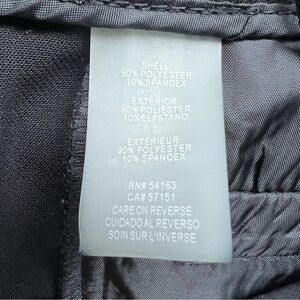 SHELL
90% POLYESTER
10% SPANDEX
EXTERIOR:
90% POLIÉSTER
10% ELASTANO
EXTÉRIEUR:
90% POLYESTER
10% SPANDEX
RN# 54163
CA# 57151
CARE ON REVERSE
CUIDADO AL REVERSO
SOIN SUR L'INVERSE